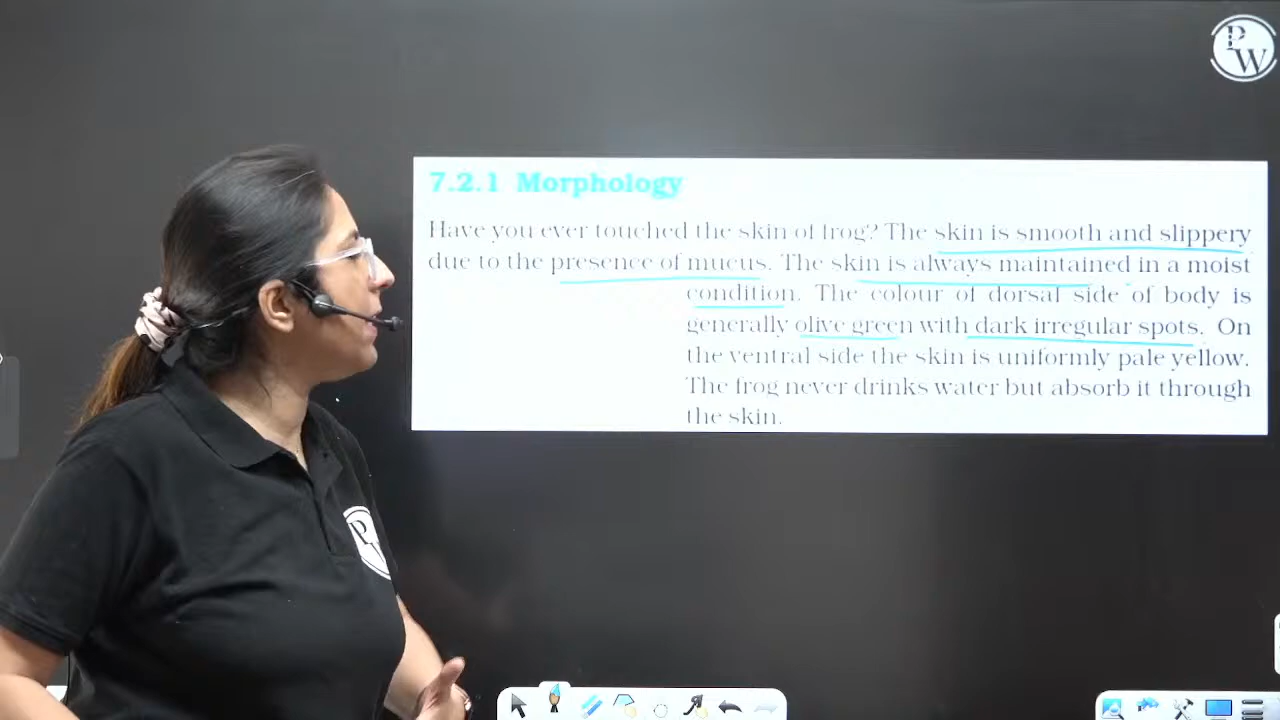 P
W
7.2.1 Morphology
Have you ever touched the skin of frog? The skin is smooth and slippery
due to the presence of mucus. The skin is always maintained in a moist
condition. The colour of dorsal side of body is
generally olive green with dark irregular spots. On
the ventral side the skin is uniformly pale yellow.
The frog never drinks water but absorb it through
the skin.
P
W